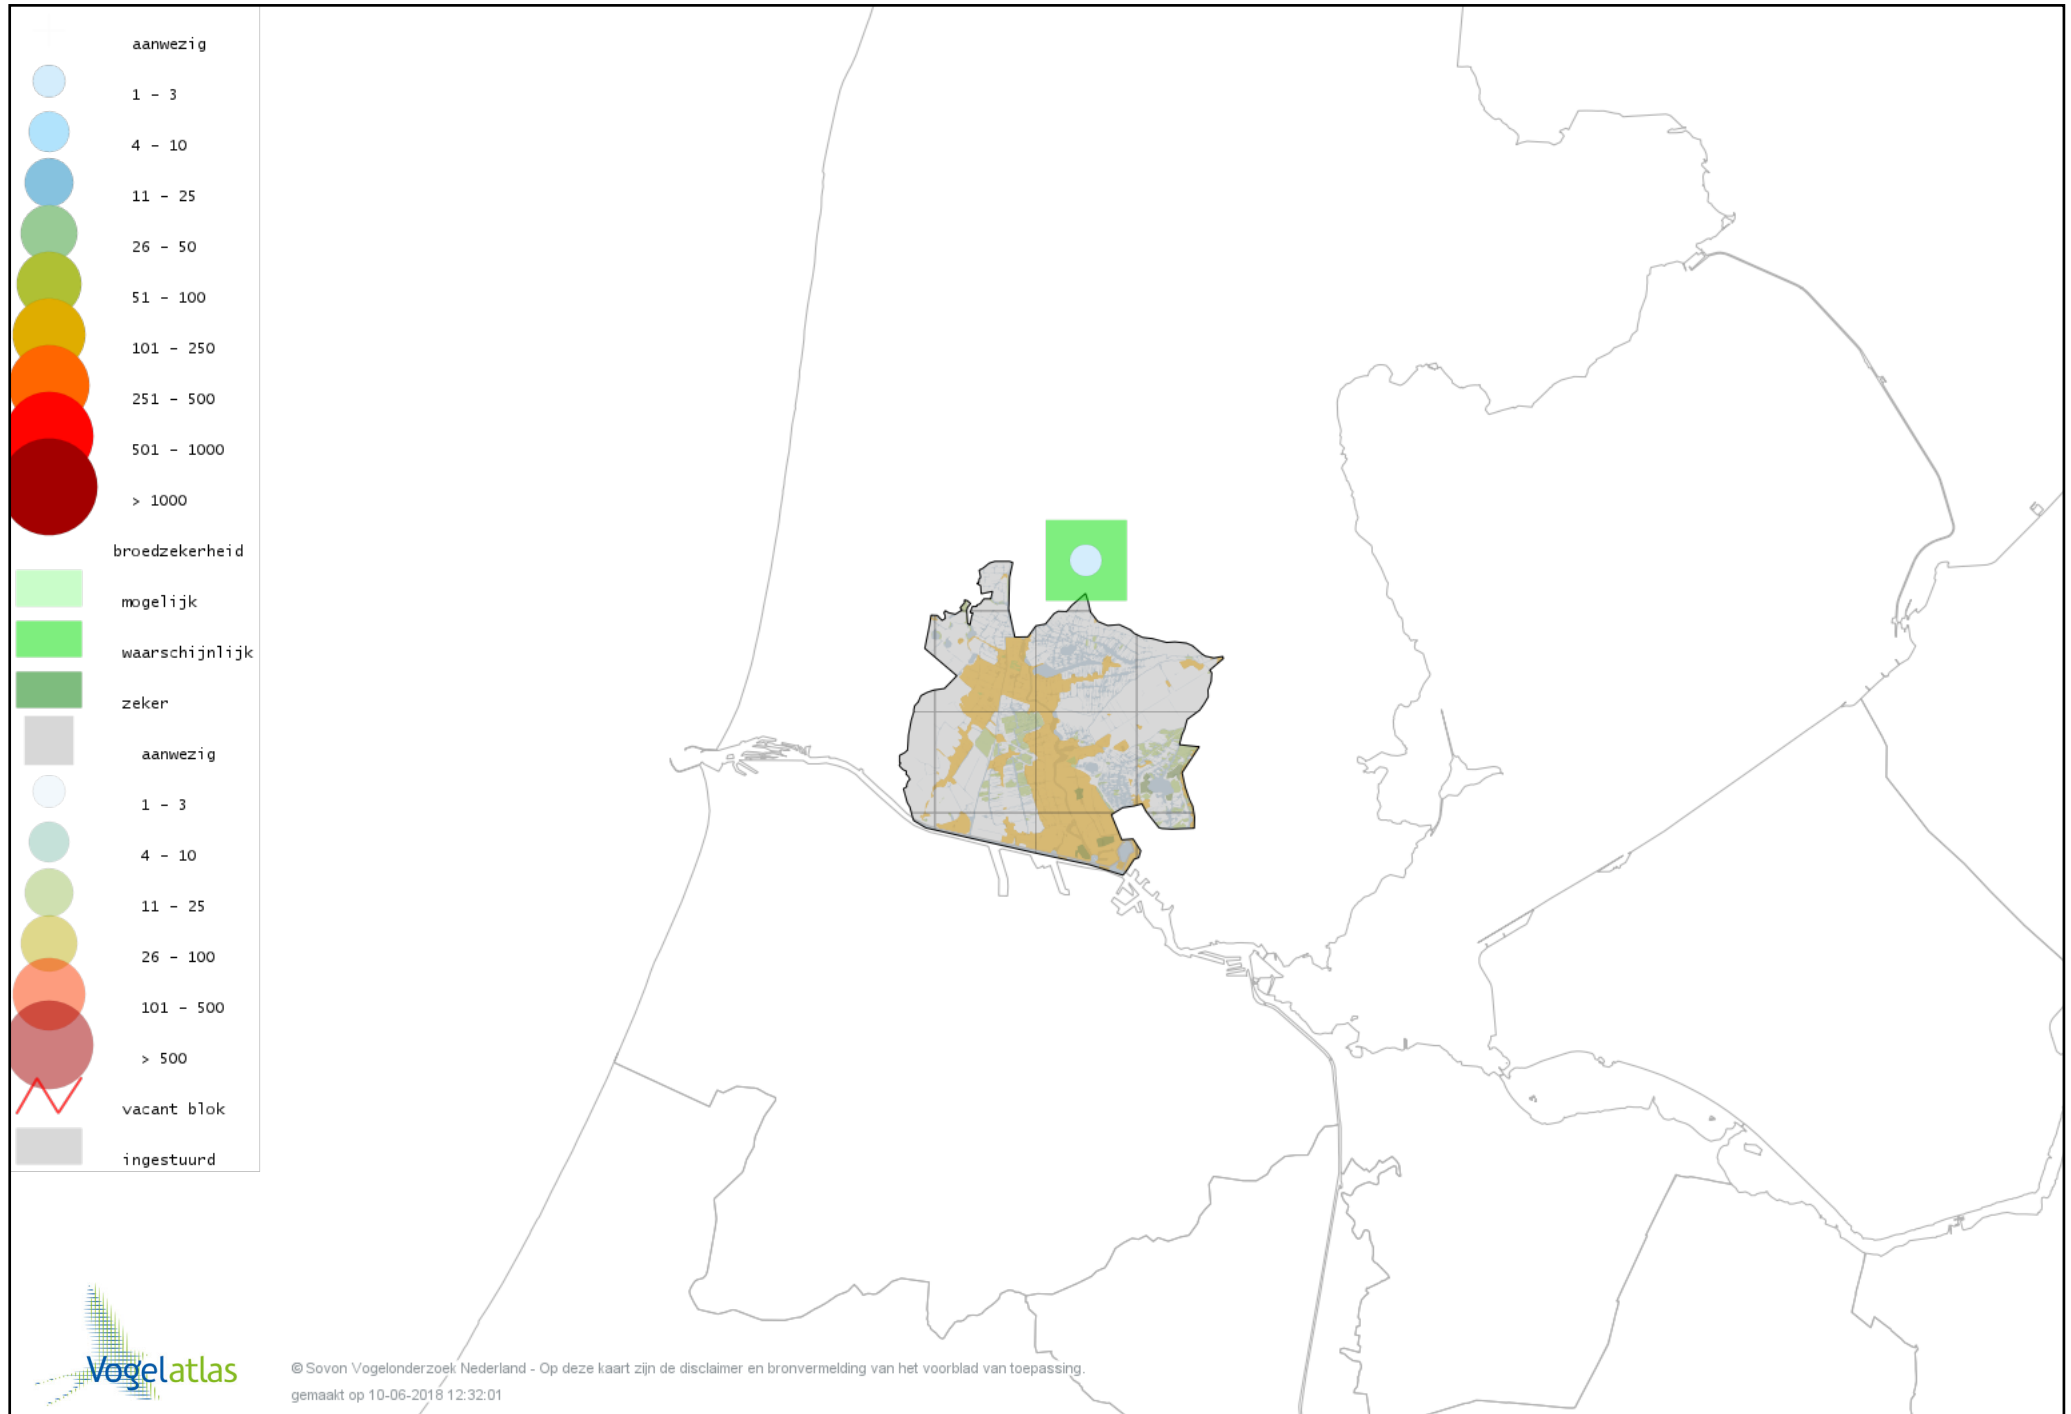 aanwezig
1 - 3
4 - 10
11 - 25
26 - 50
51 - 100
101 - 250
251 - 500
501 - 1000
> 1000
broedzekerheid
mogelijk
waarschijnlijk
zeker
aanwezig
1 - 3
4 - 10
11 - 25
26 - 100
101 - 500
> 500
vacant blok
ingestuurd
Vogelatlas
© Sovon Vogelonderzoek Nederland - Op deze kaart zijn de disclaimer en bronvermelding van het voorblad van toepassing.
gemaakt op 10-06-2018 12:32:01